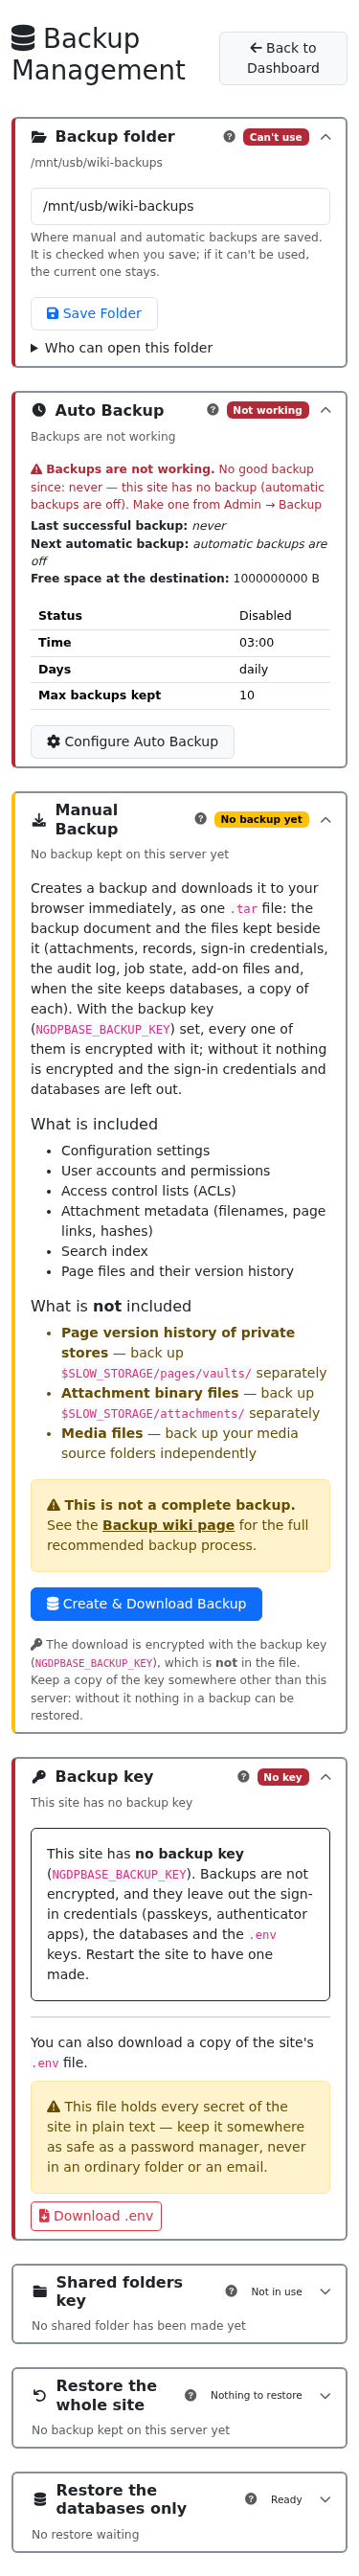 Backup
Management
Back to
Dashboard
Backup folder
Can't use
/mnt/usb/wiki-backups
/mnt/usb/wiki-backups
Where manual and automatic backups are saved.
It is checked when you save; if it can't be used,
the current one stays.
Save Folder
Who can open this folder
Auto Backup
Not working
Backups are not working
Backups are not working. No good backup
since: never — this site has no backup (automatic
backups are off). Make one from Admin → Backup
Last successful backup: never
Next automatic backup: automatic backups are
off
Free space at the destination: 1000000000 B
Status Disabled
Time 03:00
Days daily
Max backups kept 10
Configure Auto Backup
Manual
Backup
No backup yet
No backup kept on this server yet
Creates a backup and downloads it to your
browser immediately, as one .tar file: the
backup document and the files kept beside
it (attachments, records, sign-in credentials,
the audit log, job state, add-on files and,
when the site keeps databases, a copy of
each). With the backup key
(NGDPBASE_BACKUP_KEY) set, every one of
them is encrypted with it; without it nothing
is encrypted and the sign-in credentials and
databases are left out.
What is included
• Configuration settings
• User accounts and permissions
• Access control lists (ACLs)
• Attachment metadata (filenames, page
links, hashes)
• Search index
• Page files and their version history
What is not included
• Page version history of private
stores — back up
$SLOW_STORAGE/pages/vaults/ separately
• Attachment binary files — back up
$SLOW_STORAGE/attachments/ separately
• Media files — back up your media
source folders independently
This is not a complete backup.
See the Backup wiki page for the full
recommended backup process.
Create & Download Backup
The download is encrypted with the backup key
(NGDPBASE_BACKUP_KEY), which is not in the file.
Keep a copy of the key somewhere other than this
server: without it nothing in a backup can be
restored.
Backup key
No key
This site has no backup key
This site has no backup key
(NGDPBASE_BACKUP_KEY). Backups are not
encrypted, and they leave out the sign-
in credentials (passkeys, authenticator
apps), the databases and the .env
keys. Restart the site to have one
made.
You can also download a copy of the site's
.env file.
This file holds every secret of the
site in plain text — keep it somewhere
as safe as a password manager, never
in an ordinary folder or an email.
Download .env
Shared folders
key
Not in use
No shared folder has been made yet
Restore the
whole site
Nothing to restore
No backup kept on this server yet
Restore the
databases only
Ready
No restore waiting